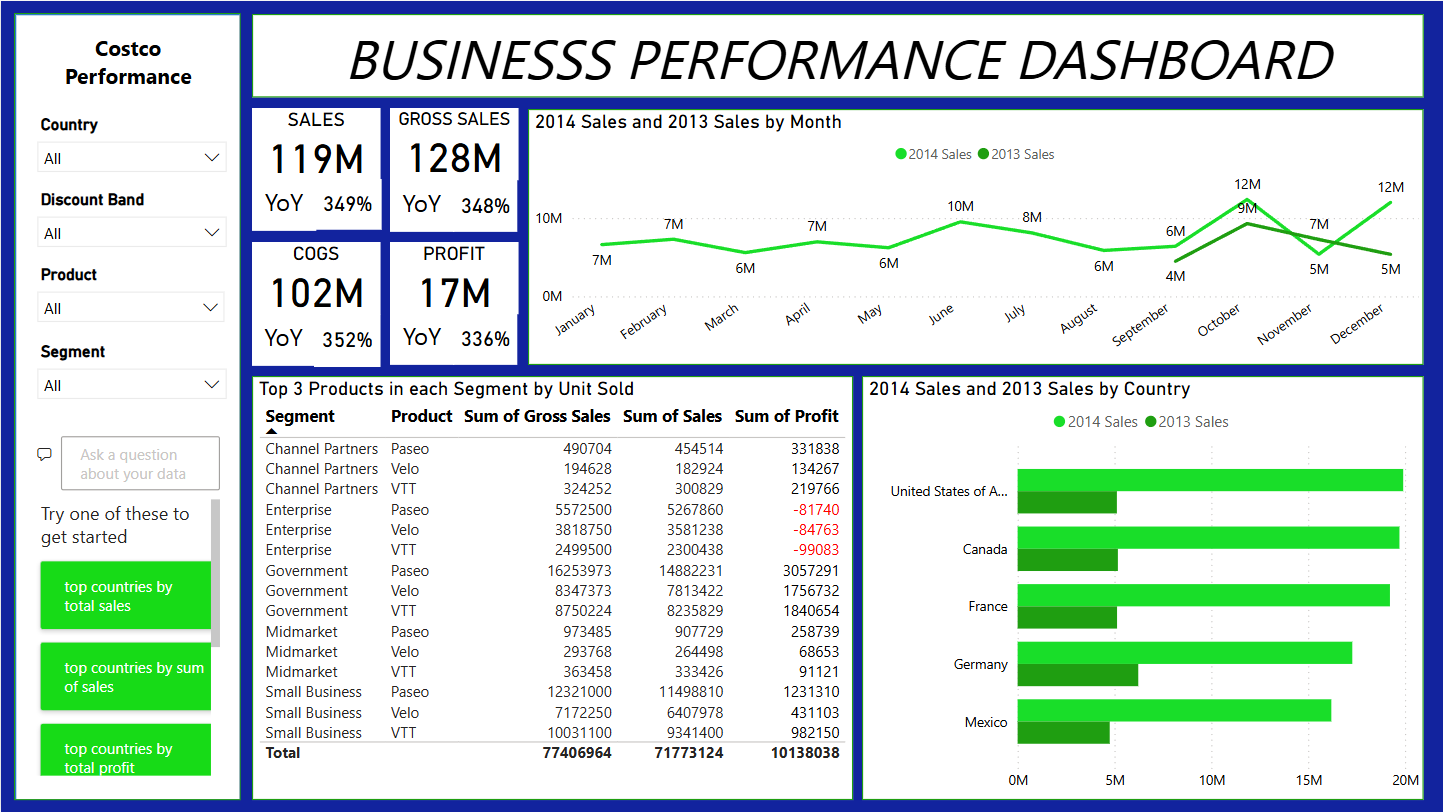 Costco
Performance
Country
All
Discount Band
All
Product
All
Segment
All
Ask a question
about your data
Try one of these to
get started
top countries by
total sales
top countries by sum
of sales
top countries by
total profit
BUSINESSS PERFORMANCE DASHBOARD
SALES
119M
YoY 349%
GROSS SALES
128M
YoY 348%
COGS
102M
YoY 352%
PROFIT
17M
YoY 336%
2014 Sales and 2013 Sales by Month
2014 Sales 2013 Sales
10M
0M
7M
7M
6M
7M
6M
10M
8M
6M
6M
4M
12M
9M
7M
5M
12M
5M
January
February
March
April
May
June
July
August
September
October
November
December
Top 3 Products in each Segment by Unit Sold
Segment Product Sum of Gross Sales Sum of Sales Sum of Profit
Channel Partners Paseo 490704 454514 331838
Channel Partners Velo 194628 182924 134267
Channel Partners VTT 324252 300829 219766
Enterprise Paseo 5572500 5267860 -81740
Enterprise Velo 3818750 3581238 -84763
Enterprise VTT 2499500 2300438 -99083
Government Paseo 16253973 14882231 3057291
Government Velo 8347373 7813422 1756732
Government VTT 8750224 8235829 1840654
Midmarket Paseo 973485 907729 258739
Midmarket Velo 293768 264498 68653
Midmarket VTT 363458 333426 91121
Small Business Paseo 12321000 11498810 1231310
Small Business Velo 7172250 6407978 431103
Small Business VTT 10031100 9341400 982150
Total 77406964 71773124 10138038
2014 Sales and 2013 Sales by Country
2014 Sales 2013 Sales
United States of A...
Canada
France
Germany
Mexico
0M 5M 10M 15M 20M